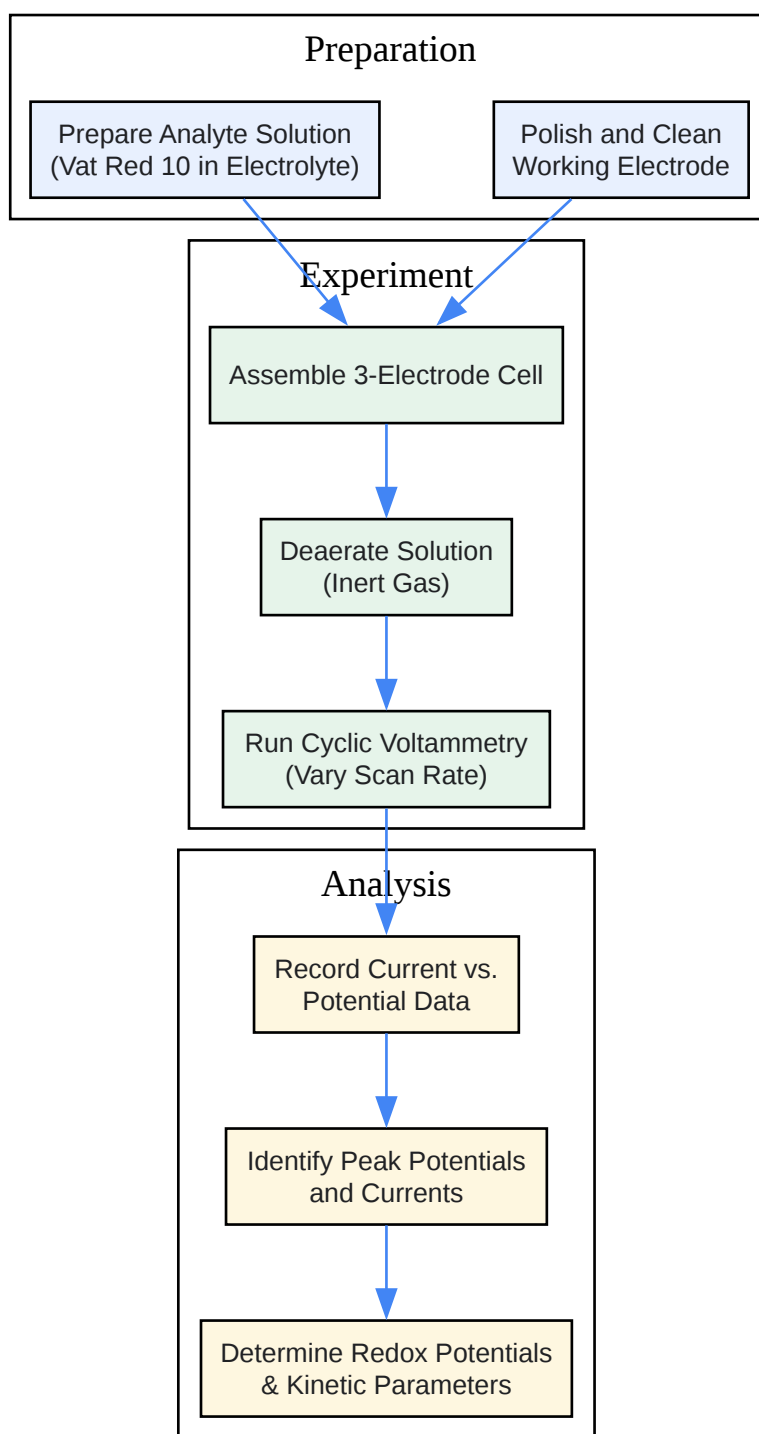 Preparation
Prepare Analyte Solution
(Vat Red 10 in Electrolyte)
Polish and Clean
Working Electrode
Experiment
Assemble 3-Electrode Cell
Deaerate Solution
(Inert Gas)
Run Cyclic Voltammetry
(Vary Scan Rate)
Analysis
Record Current vs.
Potential Data
Identify Peak Potentials
and Currents
Determine Redox Potentials
& Kinetic Parameters